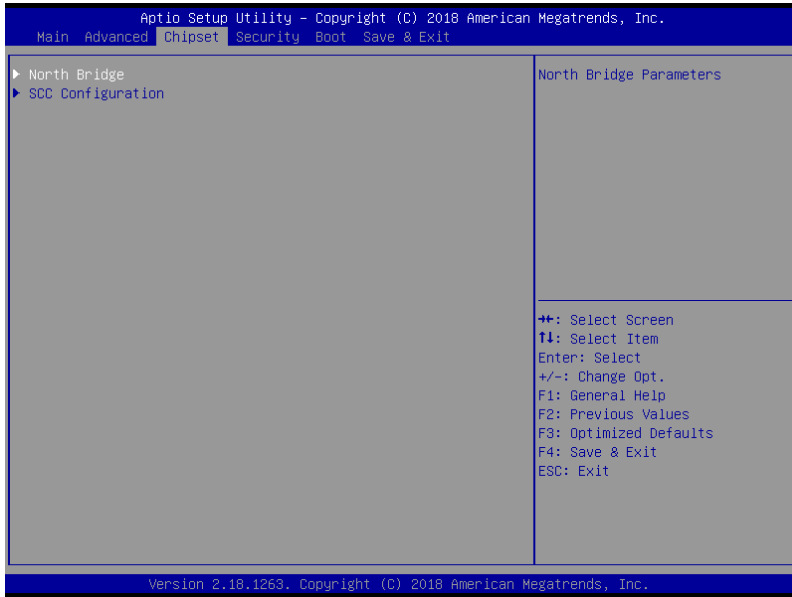 Aptio Setup Utility – Copyright (C) 2018 American Megatrends, Inc.
Main Advanced Chipset Security Boot Save & Exit
▶ North Bridge
▶ SCC Configuration
North Bridge Parameters
→←: Select Screen
↑↓: Select Item
Enter: Select
+/-: Change Opt.
F1: General Help
F2: Previous Values
F3: Optimized Defaults
F4: Save & Exit
ESC: Exit
Version 2.18.1263. Copyright (C) 2018 American Megatrends, Inc.